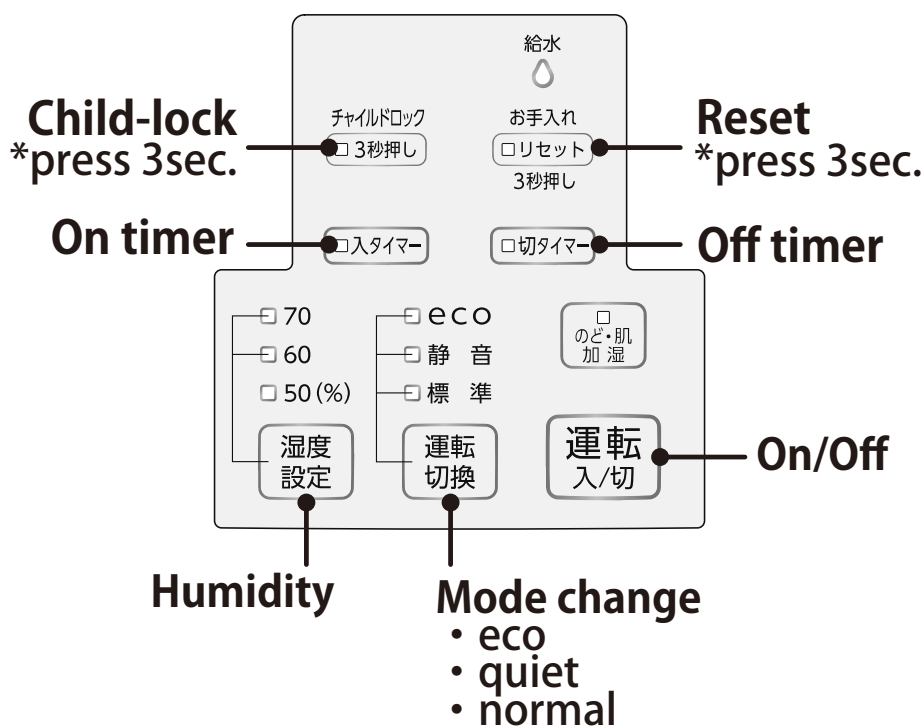 給水
Child-lock
*press 3sec.
チャイルドロック
3秒押し
お手入れ
リセット
3秒押し
Reset
*press 3sec.
On timer
入タイマー
切タイマー
Off timer
70
60
50(%)
湿度
設定
eco
静音
標準
運転
切換
のど・肌
加湿
運転
入/切
On/Off
Humidity
Mode change
・eco
・quiet
・normal